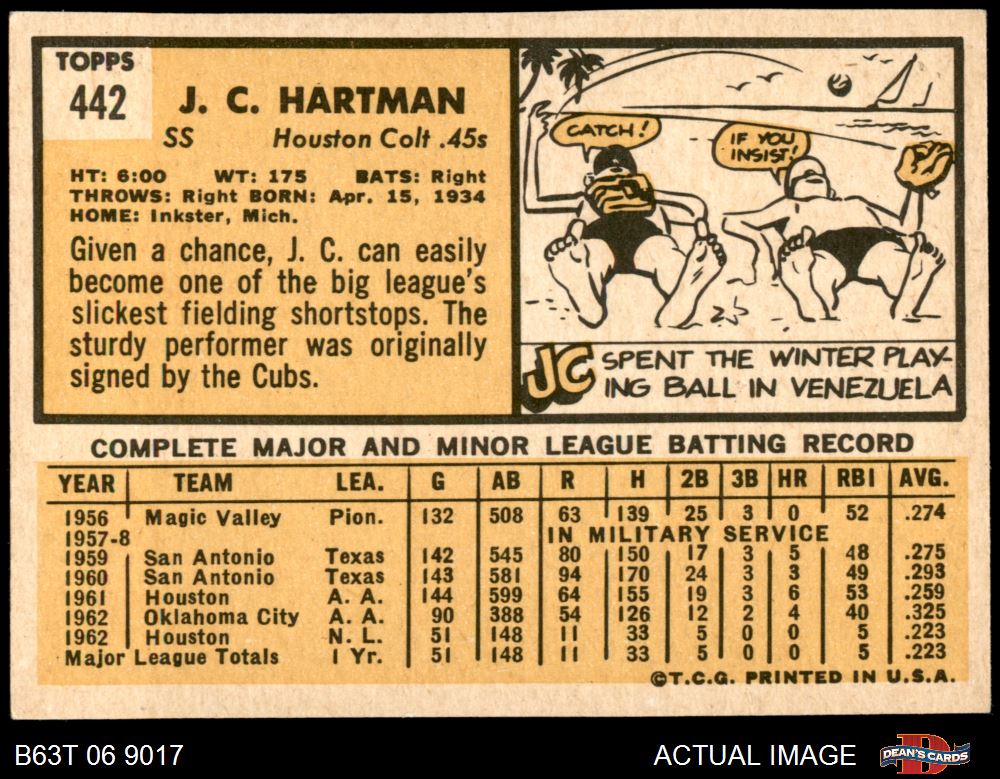 TOPPS
442
J. C. HARTMAN
SS Houston Colt .45s
HT: 6:00 WT: 175 BATS: Right
THROWS: Right BORN: Apr. 15, 1934
HOME: Inkster, Mich.
Given a chance, J. C. can easily
become one of the big league's
slickest fielding shortstops. The
sturdy performer was originally
signed by the Cubs.
CATCH!
IF YOU
INSIST!
JC SPENT THE WINTER PLAY-
ING BALL IN VENEZUELA
COMPLETE MAJOR AND MINOR LEAGUE BATTING RECORD
YEAR TEAM LEA. G AB R H 2B 3B HR RBI AVG.
1956 Magic Valley Pion. 132 508 63 139 25 3 0 52 .274
1957-8 IN MILITARY SERVICE
1959 San Antonio Texas 142 545 80 150 17 3 5 48 .275
1960 San Antonio Texas 143 581 94 170 24 3 3 49 .293
1961 Houston A. A. 144 599 64 155 19 3 6 53 .259
1962 Oklahoma City A. A. 90 388 54 126 12 2 4 40 .325
1962 Houston N. L. 51 148 11 33 5 0 0 5 .223
Major League Totals 1 Yr. 51 148 11 33 5 0 0 5 .223
©T.C.G. PRINTED IN U.S.A.
B63T 06 9017
ACTUAL IMAGE
DEAN'S CARDS